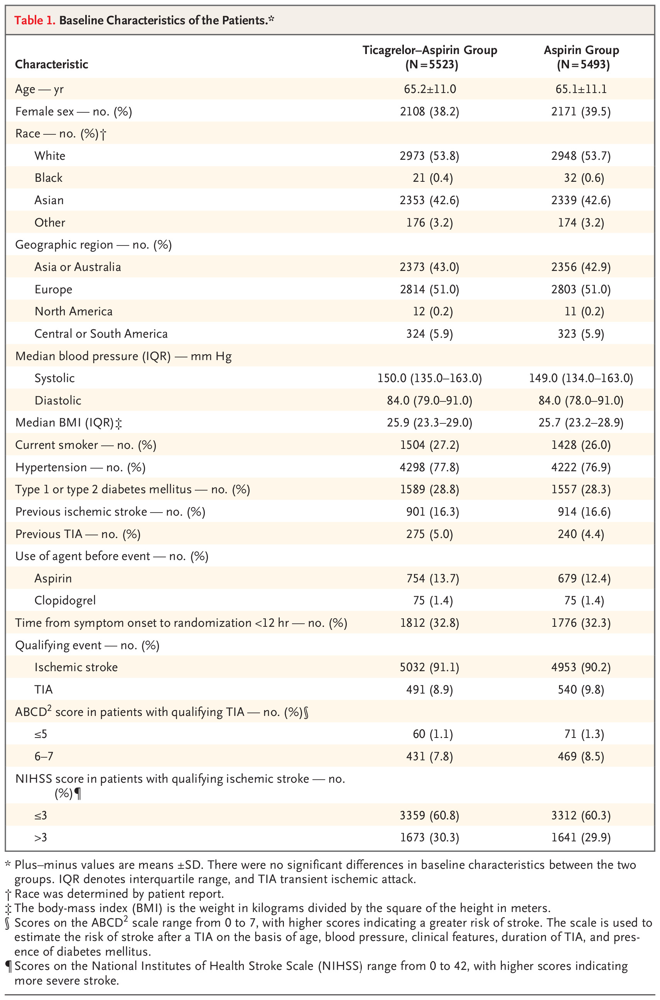 Table 1. Baseline Characteristics of the Patients.*
Characteristic Ticagrelor–Aspirin Group (N=5523) Aspirin Group (N=5493)
Age — yr 65.2±11.0 65.1±11.1
Female sex — no. (%) 2108 (38.2) 2171 (39.5)
Race — no. (%)†
White 2973 (53.8) 2948 (53.7)
Black 21 (0.4) 32 (0.6)
Asian 2353 (42.6) 2339 (42.6)
Other 176 (3.2) 174 (3.2)
Geographic region — no. (%)
Asia or Australia 2373 (43.0) 2356 (42.9)
Europe 2814 (51.0) 2803 (51.0)
North America 12 (0.2) 11 (0.2)
Central or South America 324 (5.9) 323 (5.9)
Median blood pressure (IQR) — mm Hg
Systolic 150.0 (135.0–163.0) 149.0 (134.0–163.0)
Diastolic 84.0 (79.0–91.0) 84.0 (78.0–91.0)
Median BMI (IQR)‡ 25.9 (23.3–29.0) 25.7 (23.2–28.9)
Current smoker — no. (%) 1504 (27.2) 1428 (26.0)
Hypertension — no. (%) 4298 (77.8) 4222 (76.9)
Type 1 or type 2 diabetes mellitus — no. (%) 1589 (28.8) 1557 (28.3)
Previous ischemic stroke — no. (%) 901 (16.3) 914 (16.6)
Previous TIA — no. (%) 275 (5.0) 240 (4.4)
Use of agent before event — no. (%)
Aspirin 754 (13.7) 679 (12.4)
Clopidogrel 75 (1.4) 75 (1.4)
Time from symptom onset to randomization <12 hr — no. (%) 1812 (32.8) 1776 (32.3)
Qualifying event — no. (%)
Ischemic stroke 5032 (91.1) 4953 (90.2)
TIA 491 (8.9) 540 (9.8)
ABCD² score in patients with qualifying TIA — no. (%)§
≤5 60 (1.1) 71 (1.3)
6–7 431 (7.8) 469 (8.5)
NIHSS score in patients with qualifying ischemic stroke — no.
(%)¶
≤3 3359 (60.8) 3312 (60.3)
>3 1673 (30.3) 1641 (29.9)
* Plus–minus values are means ±SD. There were no significant differences in baseline characteristics between the two
groups. IQR denotes interquartile range, and TIA transient ischemic attack.
† Race was determined by patient report.
‡ The body-mass index (BMI) is the weight in kilograms divided by the square of the height in meters.
§ Scores on the ABCD² scale range from 0 to 7, with higher scores indicating a greater risk of stroke. The scale is used to
estimate the risk of stroke after a TIA on the basis of age, blood pressure, clinical features, duration of TIA, and pres-
ence of diabetes mellitus.
¶ Scores on the National Institutes of Health Stroke Scale (NIHSS) range from 0 to 42, with higher scores indicating
more severe stroke.